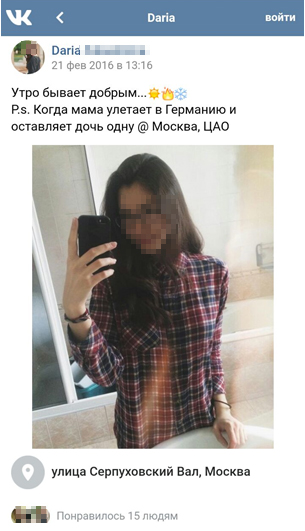 Daria
войти
Daria
21 фев 2016 в 13:16
Утро бывает добрым...☀️🔥❄️
P.s. Когда мама улетает в Германию и
оставляет дочь одну @ Москва, ЦАО
улица Серпуховский Вал, Москва
Понравилось 15 людям